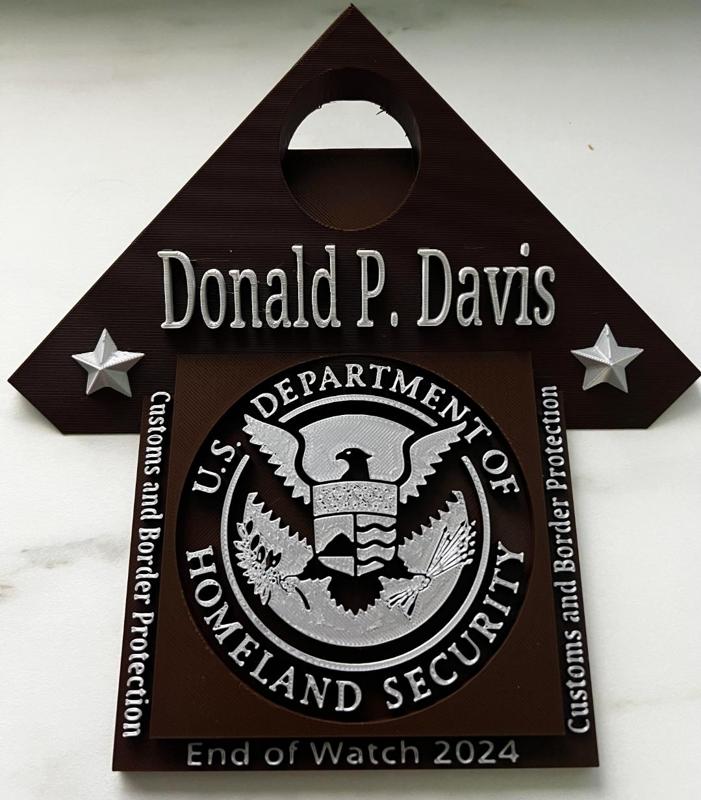 Donald P. Davis
U.S. DEPARTMENT OF
HOMELAND SECURITY
Customs and Border Protection
Customs and Border Protection
End of Watch 2024